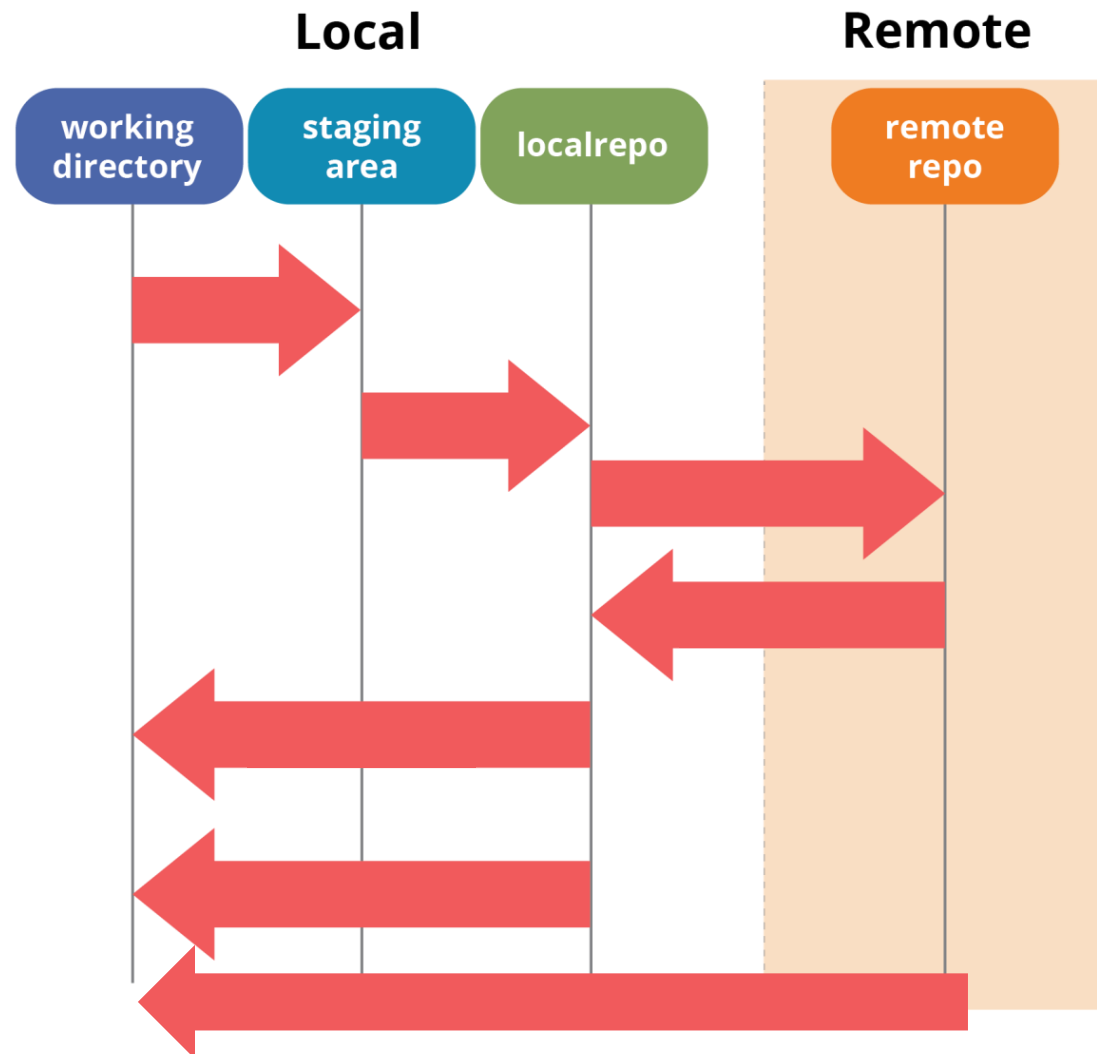 Local
Remote
working
directory
staging
area
localrepo
remote
repo